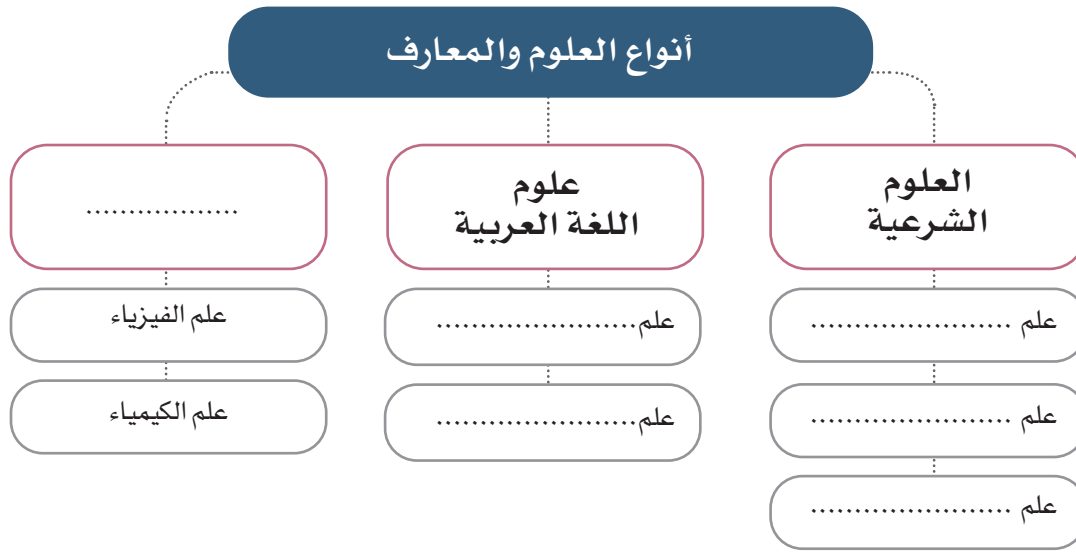 أنواع العلوم والمعارف
العلوم
الشرعية
علم .......................
علم .......................
علم .......................
علوم
اللغة العربية
علم.......................
علم.......................
..................
علم الفيزياء
علم الكيمياء